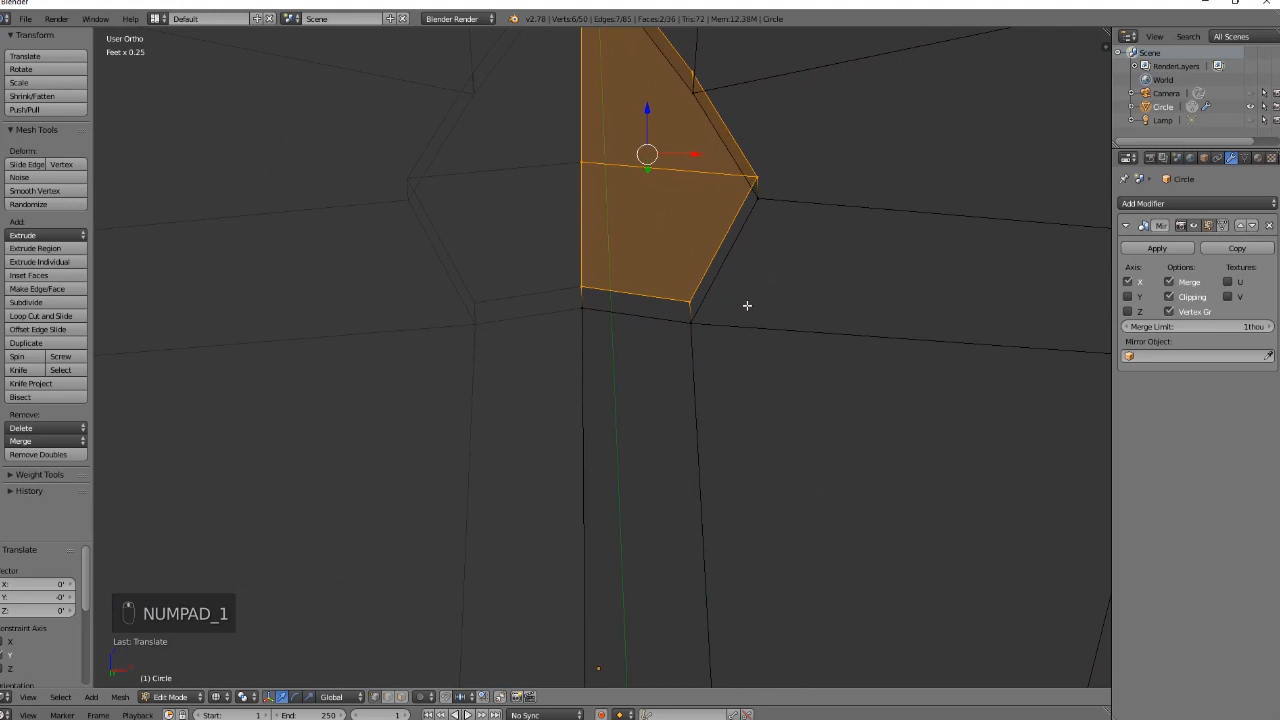 File Render Window Help Default Scene Blender Render v2.78 | Verts:6/50 | Edges:7/85 | Faces:2/36 | Tris:72 | Mem:12.38M | Circle
User Ortho
Feet x 0.25
Transform
Translate
Rotate
Scale
Shrink/Fatten
Push/Pull
Mesh Tools
Deform:
Slide Edge Vertex
Noise
Smooth Vertex
Randomize
Add:
Extrude
Extrude Region
Extrude Individual
Inset Faces
Make Edge/Face
Subdivide
Loop Cut and Slide
Offset Edge Slide
Duplicate
Spin Screw
Knife Select
Knife Project
Bisect
Remove:
Delete
Merge
Remove Doubles
Weight Tools
History
Translate
Vector
X: 0'
Y: -0'
Z: 0'
Constraint Axis
X
Y
Z
Orientation
NUMPAD_1
Last: Translate
(1) Circle
View Select Add Mesh Edit Mode Global
View Marker Frame Playback Start: 1 End: 250 1 No Sync
View Search All Scenes
Scene
RenderLayers
World
Camera
Circle
Lamp
Circle
Add Modifier
Mir
Apply Copy
Axis: Options: Textures:
X Merge U
Y Clipping V
Z Vertex Gr
Merge Limit: 1thou
Mirror Object: